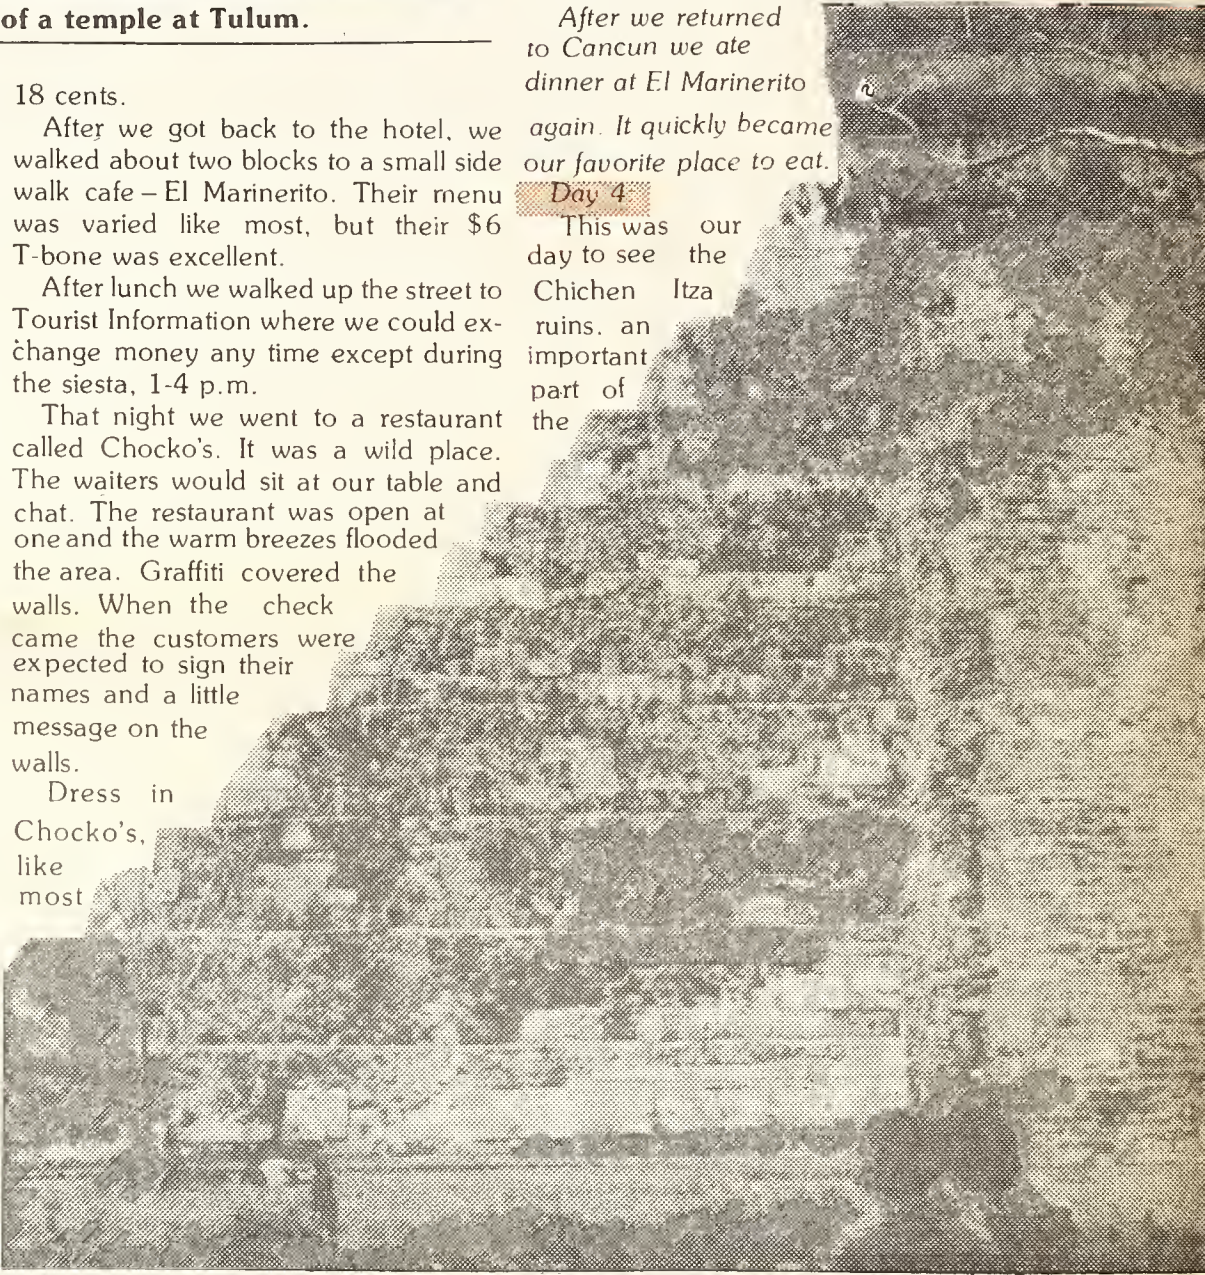 of a temple at Tulum.
18 cents.
After we got back to the hotel, we
walked about two blocks to a small side
walk cafe – El Marinerito. Their menu
was varied like most, but their $6
T-bone was excellent.
After lunch we walked up the street to
Tourist Information where we could ex-
change money any time except during
the siesta, 1-4 p.m.
That night we went to a restaurant
called Chocko's. It was a wild place.
The waiters would sit at our table and
chat. The restaurant was open at
one and the warm breezes flooded
the area. Graffiti covered the
walls. When the check
came the customers were
expected to sign their
names and a little
message on the
walls.
Dress in
Chocko's,
like
most
After we returned
to Cancun we ate
dinner at El Marinerito
again. It quickly became
our favorite place to eat.
Day 4-
This was our
day to see the
Chichen Itza
ruins, an
important
part of
the